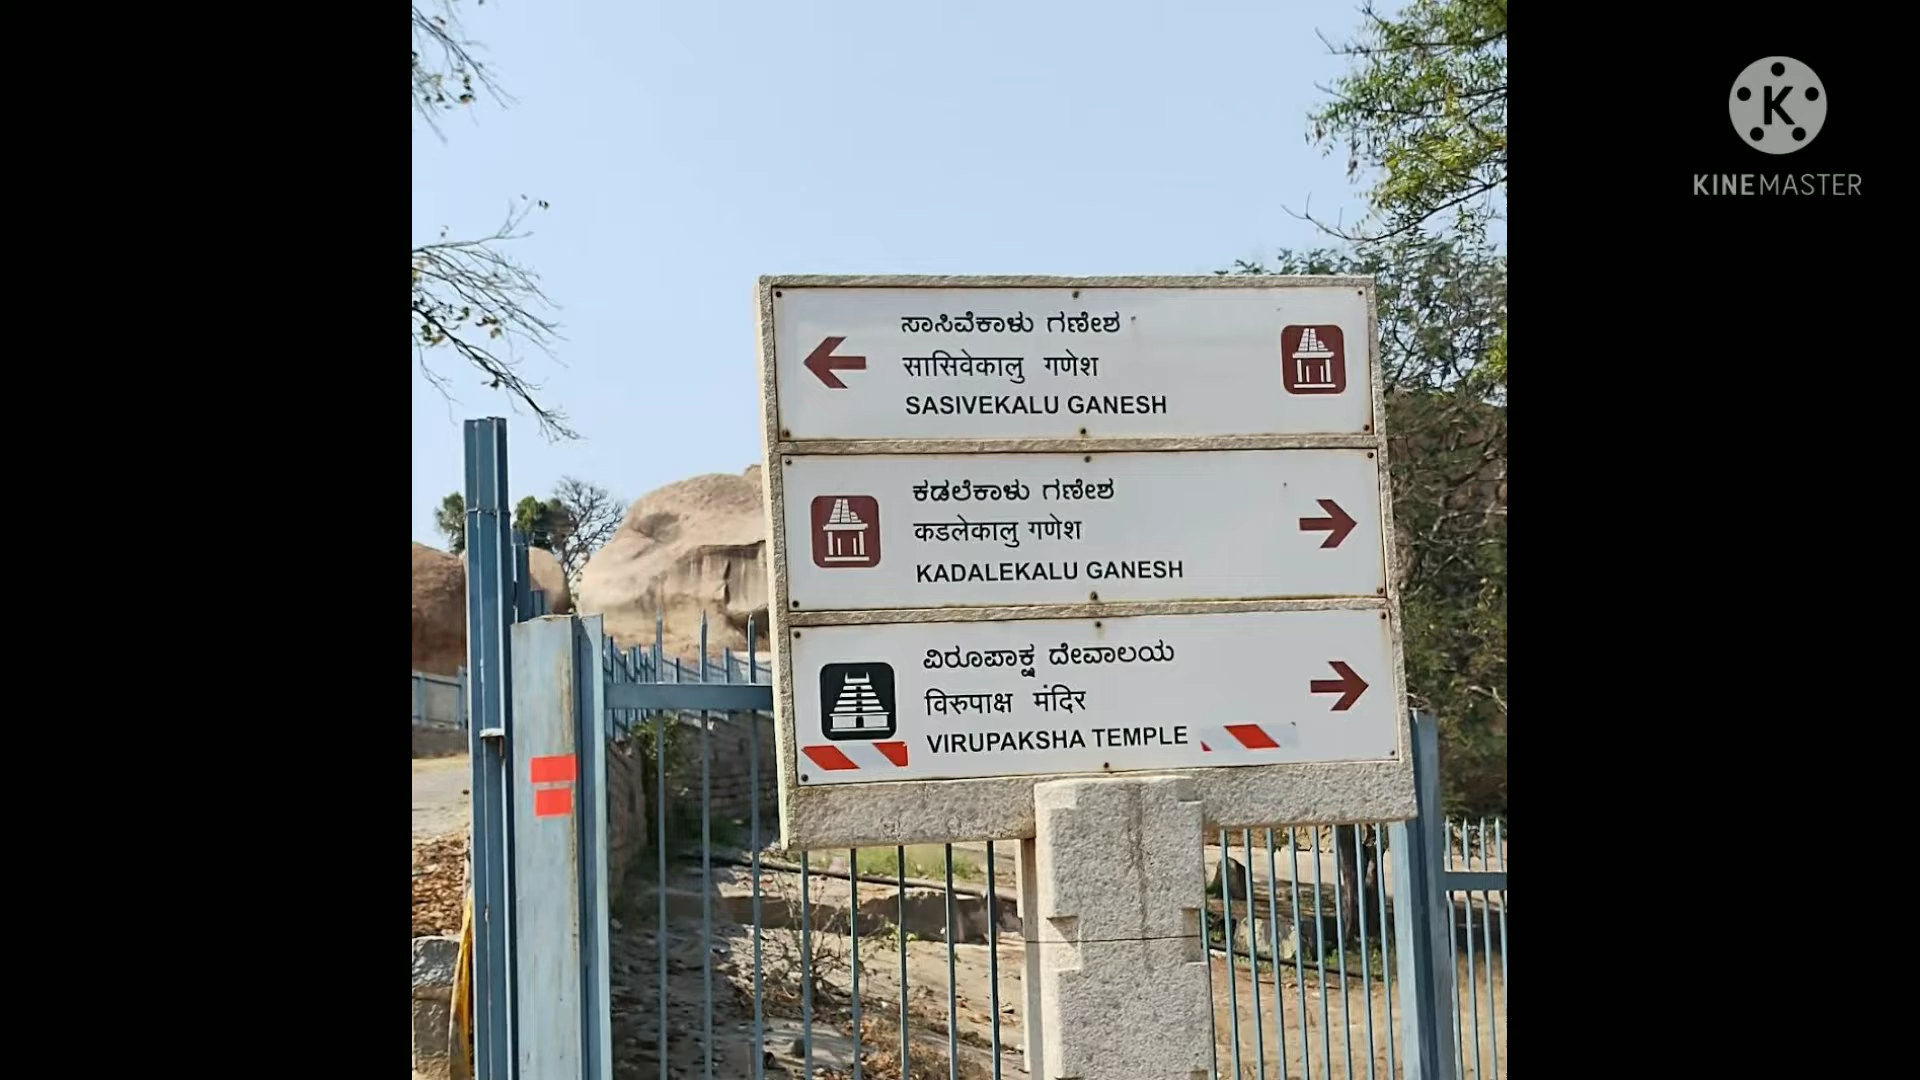 ಸಾಸಿವೆಕಾಳು ಗಣೇಶ
सासिवेकालु गणेश
SASIVEKALU GANESH
ಕಡಲೆಕಾಳು ಗಣೇಶ
कडलेकालु गणेश
KADALEKALU GANESH
ವಿರೂಪಾಕ್ಷ ದೇವಾಲಯ
विरुपाक्ष मंदिर
VIRUPAKSHA TEMPLE
K
KINEMASTER